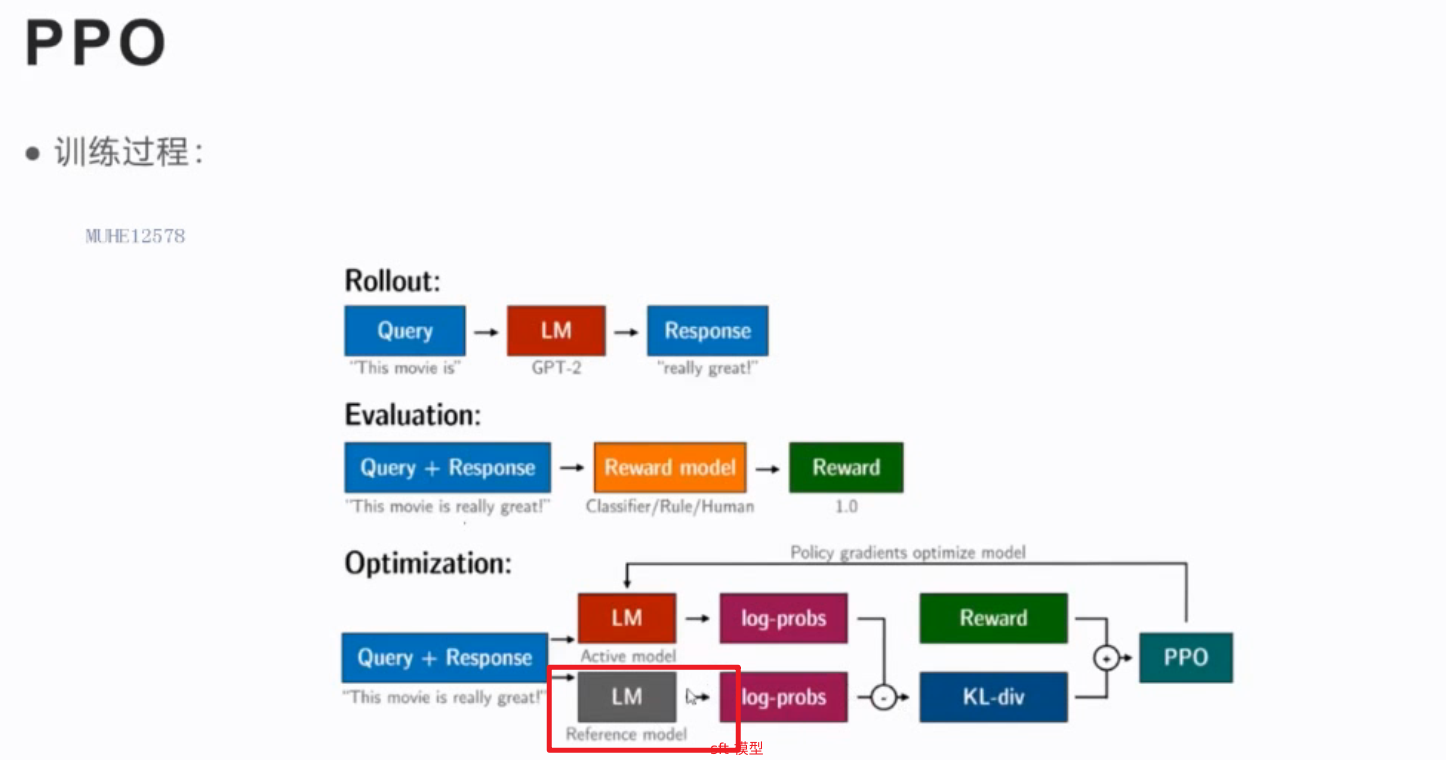 PPO
● 训练过程:
MUHE12578
Rollout:
Query → LM → Response
"This movie is" GPT-2 "really great!"
Evaluation:
Query + Response → Reward model → Reward
"This movie is really great!" Classifier/Rule/Human 1.0
Optimization:
Policy gradients optimize model
LM → log-probs Reward
Active model
Query + Response + → PPO
"This movie is really great!"
LM → log-probs - → KL-div
Reference model
sft 模型